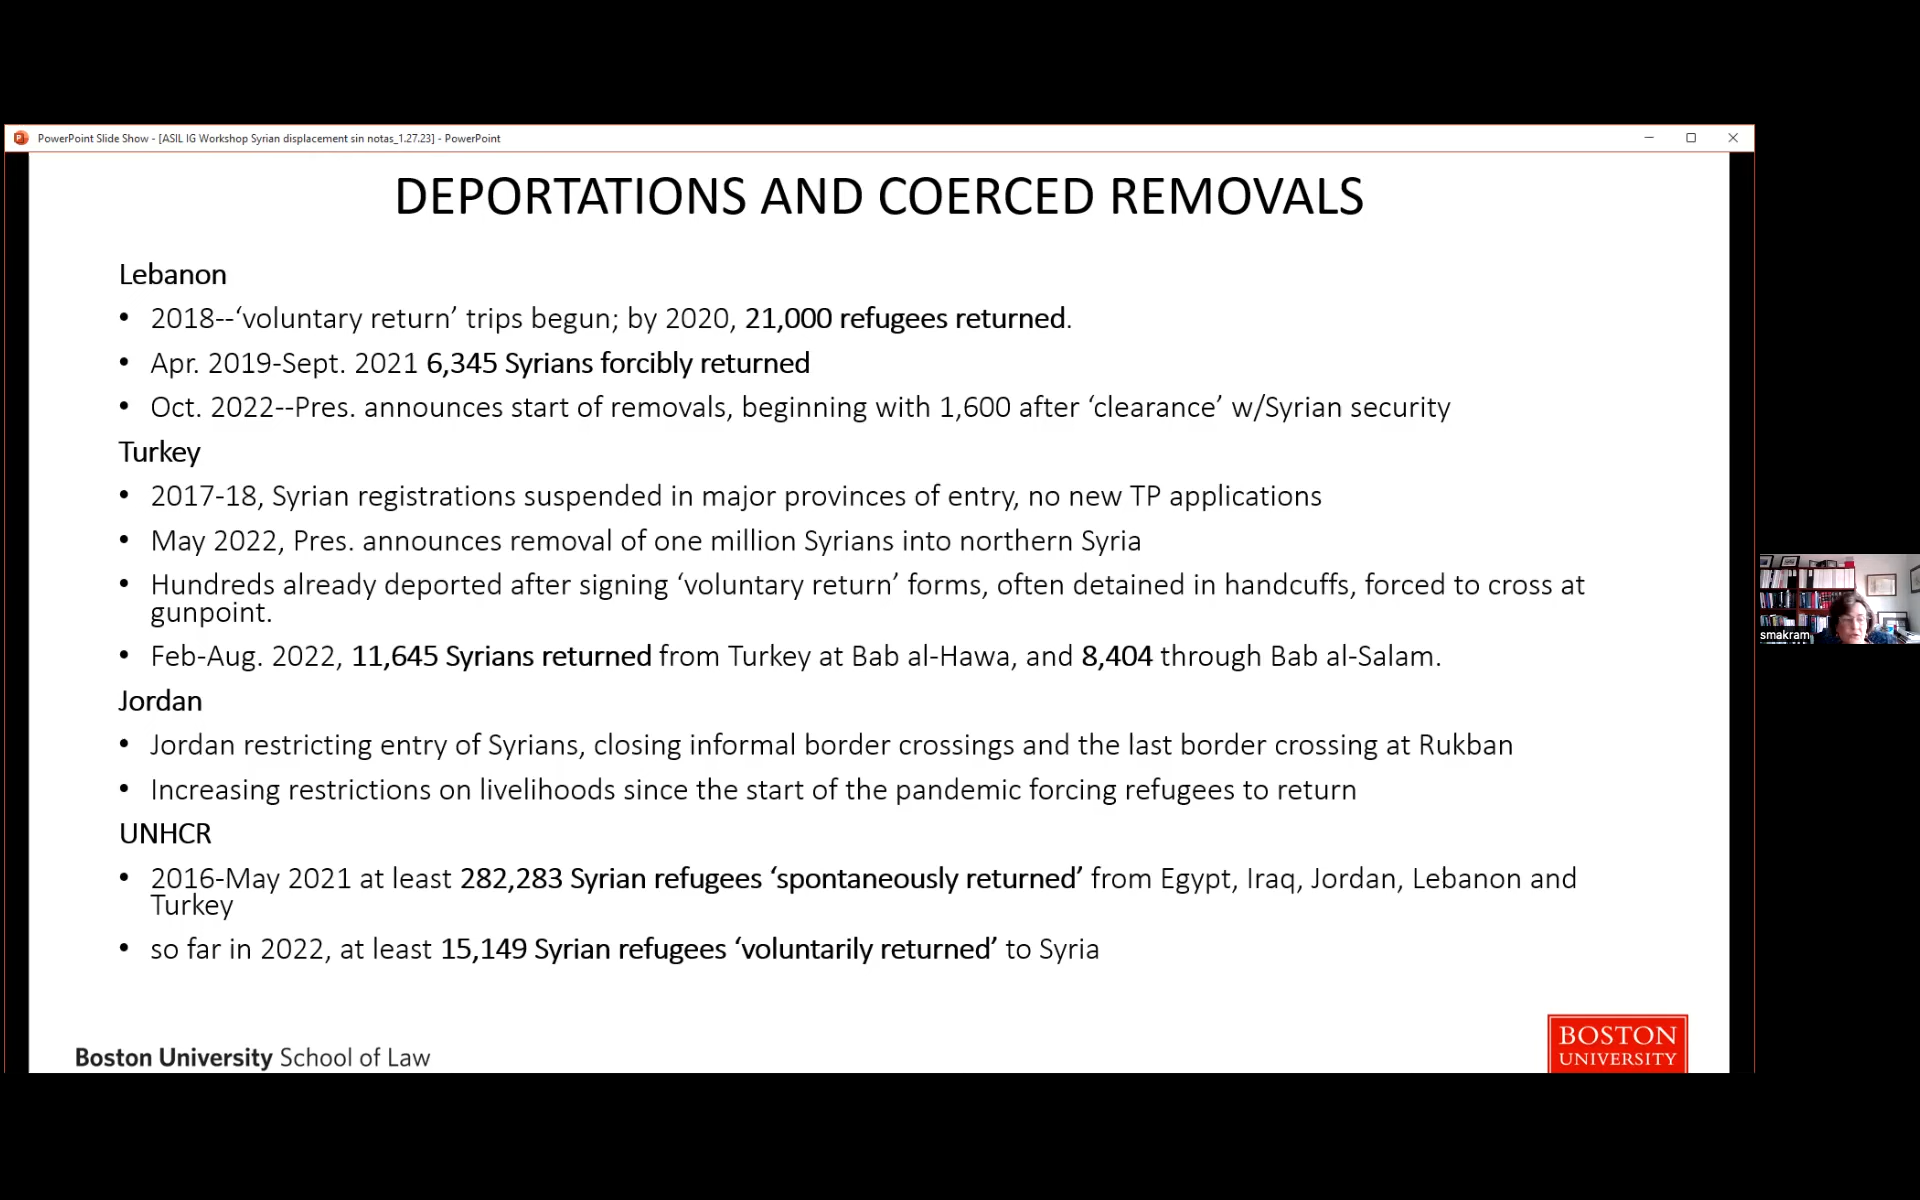 PowerPoint Slide Show - [ASIL IG Workshop Syrian displacement sin notas_1.27.23] - PowerPoint
DEPORTATIONS AND COERCED REMOVALS
Lebanon
• 2018--‘voluntary return’ trips begun; by 2020, 21,000 refugees returned.
• Apr. 2019-Sept. 2021 6,345 Syrians forcibly returned
• Oct. 2022--Pres. announces start of removals, beginning with 1,600 after ‘clearance’ w/Syrian security
Turkey
• 2017-18, Syrian registrations suspended in major provinces of entry, no new TP applications
• May 2022, Pres. announces removal of one million Syrians into northern Syria
• Hundreds already deported after signing ‘voluntary return’ forms, often detained in handcuffs, forced to cross at
gunpoint.
• Feb-Aug. 2022, 11,645 Syrians returned from Turkey at Bab al-Hawa, and 8,404 through Bab al-Salam.
Jordan
• Jordan restricting entry of Syrians, closing informal border crossings and the last border crossing at Rukban
• Increasing restrictions on livelihoods since the start of the pandemic forcing refugees to return
UNHCR
• 2016-May 2021 at least 282,283 Syrian refugees ‘spontaneously returned’ from Egypt, Iraq, Jordan, Lebanon and
Turkey
• so far in 2022, at least 15,149 Syrian refugees ‘voluntarily returned’ to Syria
Boston University School of Law
BOSTON
UNIVERSITY
smakram